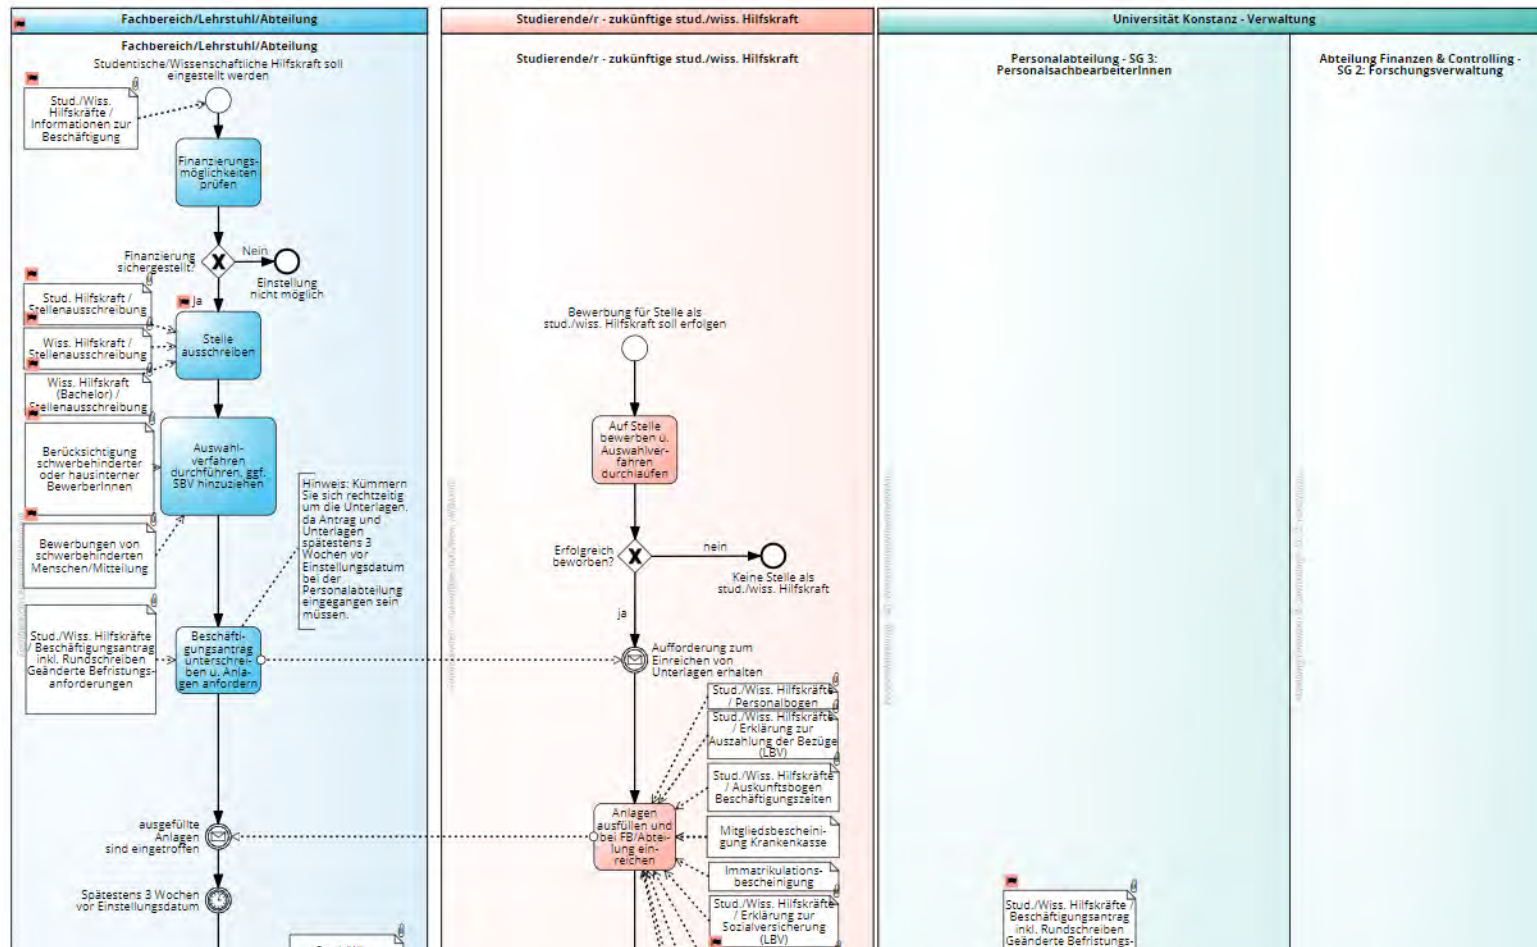 Fachbereich/Lehrstuhl/Abteilung
Studierende/r - zukünftige stud./wiss. Hilfskraft
Universität Konstanz - Verwaltung
Fachbereich/Lehrstuhl/Abteilung
Studierende/r - zukünftige stud./wiss. Hilfskraft
Personalabteilung - SG 3:
PersonalsachbearbeiterInnen
Abteilung Finanzen & Controlling -
SG 2: Forschungsverwaltung
Studentische/Wissenschaftliche Hilfskraft soll
eingestellt werden
Stud./Wiss.
Hilfskräfte /
Informationen zur
Beschäftigung
Finanzierungs-
möglichkeiten
prüfen
Finanzierung
sichergestellt?
X
Nein
Einstellung
nicht möglich
Ja
Stud. Hilfskraft /
Stellenausschreibung
Wiss. Hilfskraft /
Stellenausschreibung
Wiss. Hilfskraft
(Bachelor) /
Stellenausschreibung
Stelle
ausschreiben
Berücksichtigung
schwerbehinderter
oder hausinterner
BewerberInnen
Auswahl-
verfahren
durchführen, ggf.
SBV hinzuziehen
Bewerbungen von
schwerbehinderten
Menschen/Mitteilung
Hinweis: Kümmern
Sie sich rechtzeitig
um die Unterlagen,
da Antrag und
Unterlagen
spätestens 3
Wochen vor
Einstellungsdatum
bei der
Personalabteilung
eingegangen sein
müssen.
Stud./Wiss. Hilfskräfte
/ Beschäftigungsantrag
inkl. Rundschreiben
Geänderte Befristungs-
anforderungen
Beschäfti-
gungsantrag
unterschrei-
ben u. Anla-
gen anfordern
ausgefüllte
Anlagen
sind eingetroffen
Spätestens 3 Wochen
vor Einstellungsdatum
Bewerbung für Stelle als
stud./wiss. Hilfskraft soll erfolgen
Auf Stelle
bewerben u.
Auswahlver-
fahren
durchlaufen
Erfolgreich
beworben?
X
nein
Keine Stelle als
stud./wiss. Hilfskraft
ja
Aufforderung zum
Einreichen von
Unterlagen erhalten
Stud./Wiss. Hilfskräfte
/ Personalbogen
Stud./Wiss. Hilfskräfte
/ Erklärung zur
Auszahlung der Bezüge
(LBV)
Stud./Wiss. Hilfskräfte
/ Auskunftsbogen
Beschäftigungszeiten
Anlagen
ausfüllen und
bei FB/Abtei-
lung ein-
reichen
Mitgliedsbescheini-
gung Krankenkasse
Immatrikulations-
bescheinigung
Stud./Wiss. Hilfskräfte
/ Erklärung zur
Sozialversicherung
(LBV)
Stud./Wiss. Hilfskräfte /
Beschäftigungsantrag
inkl. Rundschreiben
Geänderte Befristungs-